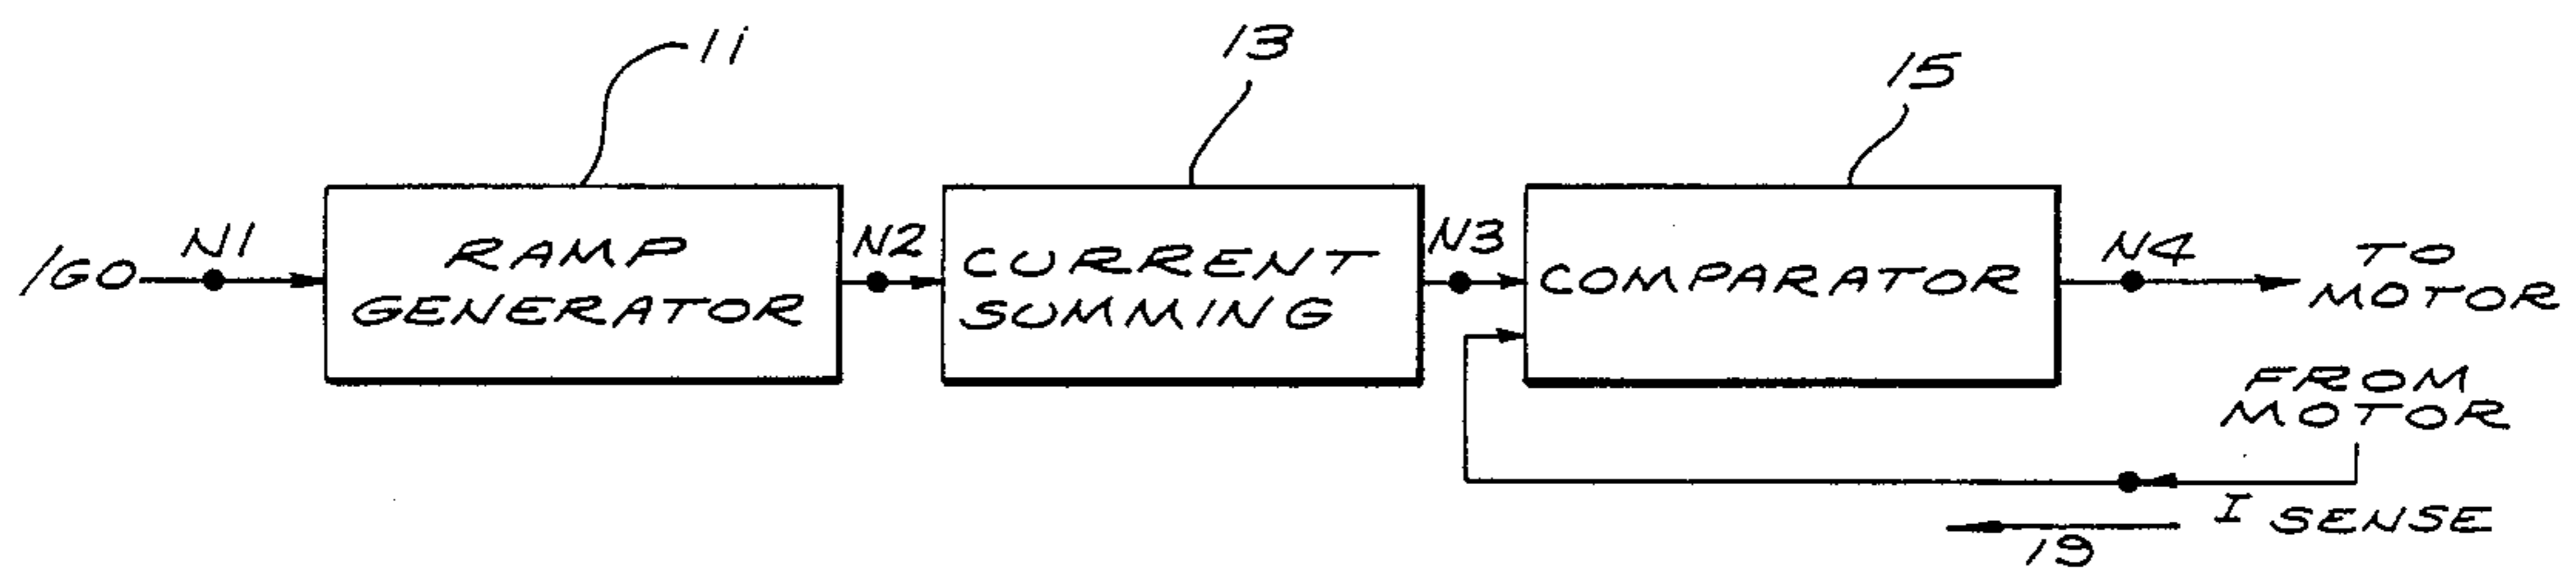 11
13
15
/GO
N1
RAMP
GENERATOR
N2
CURRENT
SUMMING
N3
COMPARATOR
N4
TO
MOTOR
FROM
MOTOR
I SENSE
19